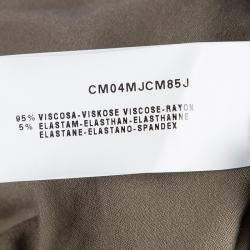 CM04MJCM85J
95% VISCOSA-VISKOSE VISCOSE-RAYON
5% ELASTAM-ELASTHAN-ELASTHANNE
ELASTANE-ELASTANO-SPANDEX